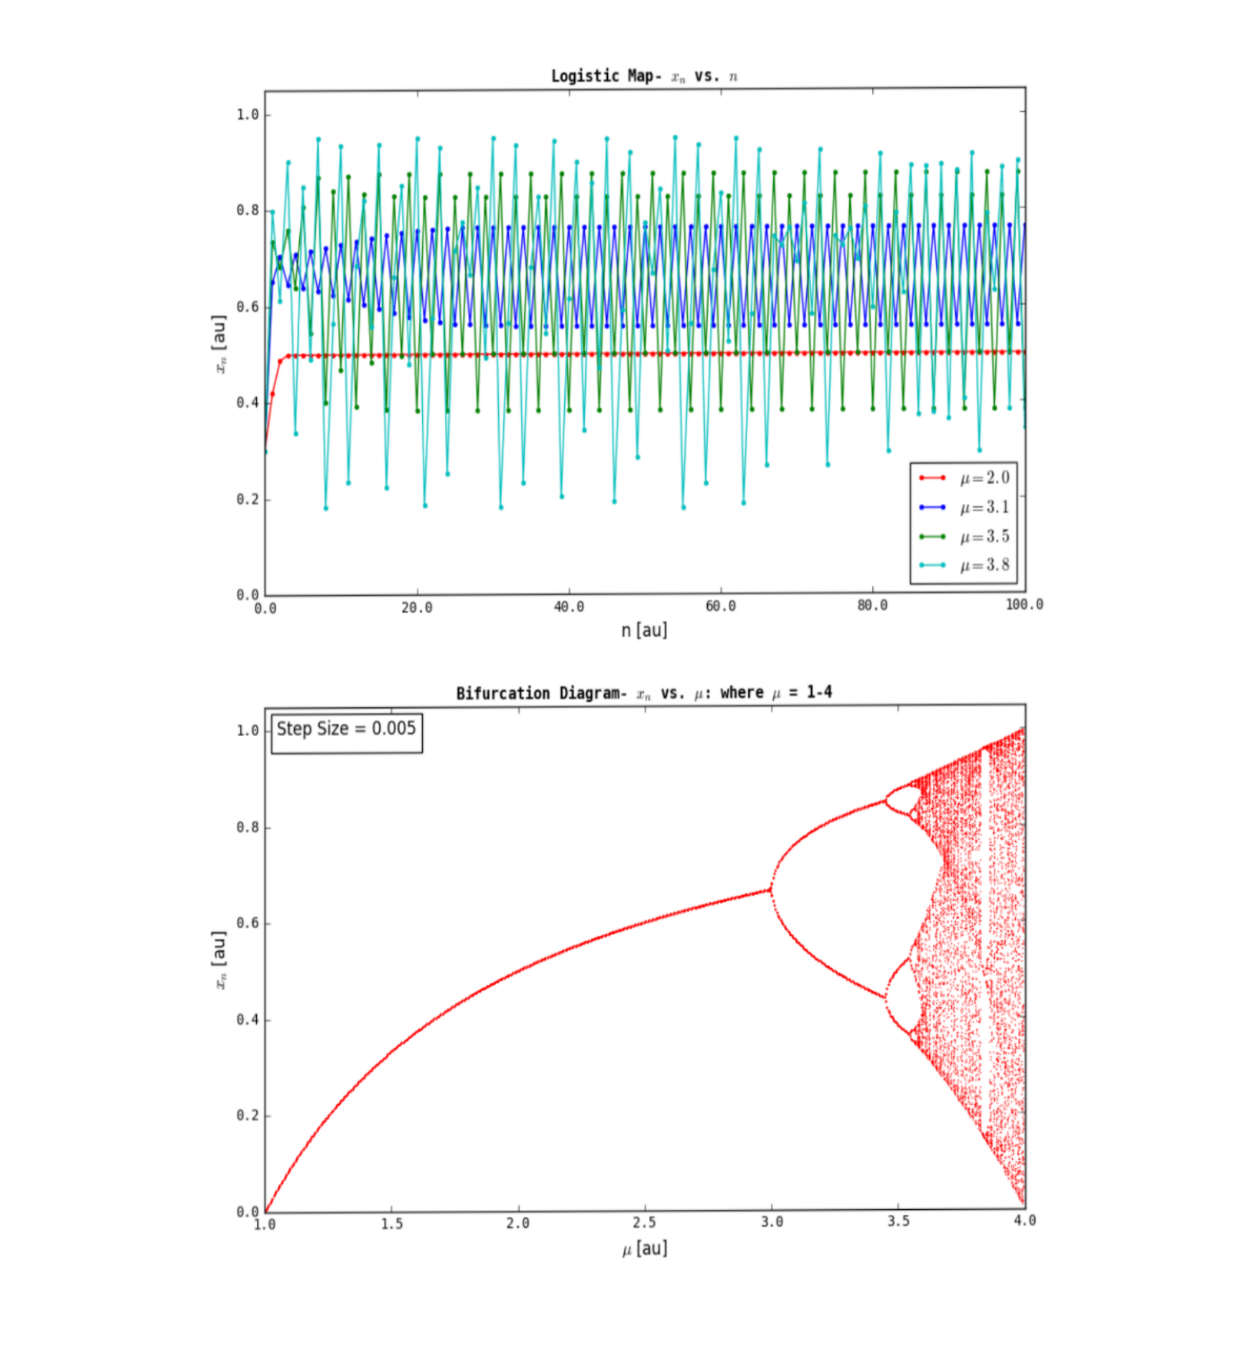 Logistic Map- xₙ vs. n
1.0
0.8
0.6
0.4
0.2
0.0
xₙ [au]
μ=2.0
μ=3.1
μ=3.5
μ=3.8
0.0 20.0 40.0 60.0 80.0 100.0
n [au]
Bifurcation Diagram- xₙ vs. μ: where μ = 1-4
Step Size = 0.005
1.0
0.8
0.6
0.4
0.2
0.0
xₙ [au]
1.0 1.5 2.0 2.5 3.0 3.5 4.0
μ [au]